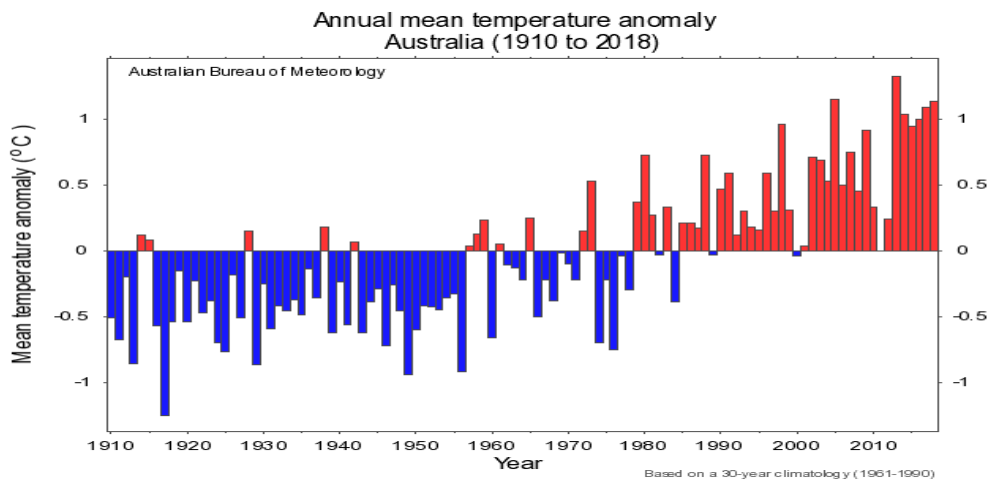 Annual mean temperature anomaly
Australia (1910 to 2018)
Australian Bureau of Meteorology
Mean temperature anomaly (⁰C )
1
0.5
0
-0.5
-1
1
0.5
0
-0.5
-1
1910 1920 1930 1940 1950 1960 1970 1980 1990 2000 2010
Year
Based on a 30-year climatology (1961-1990)